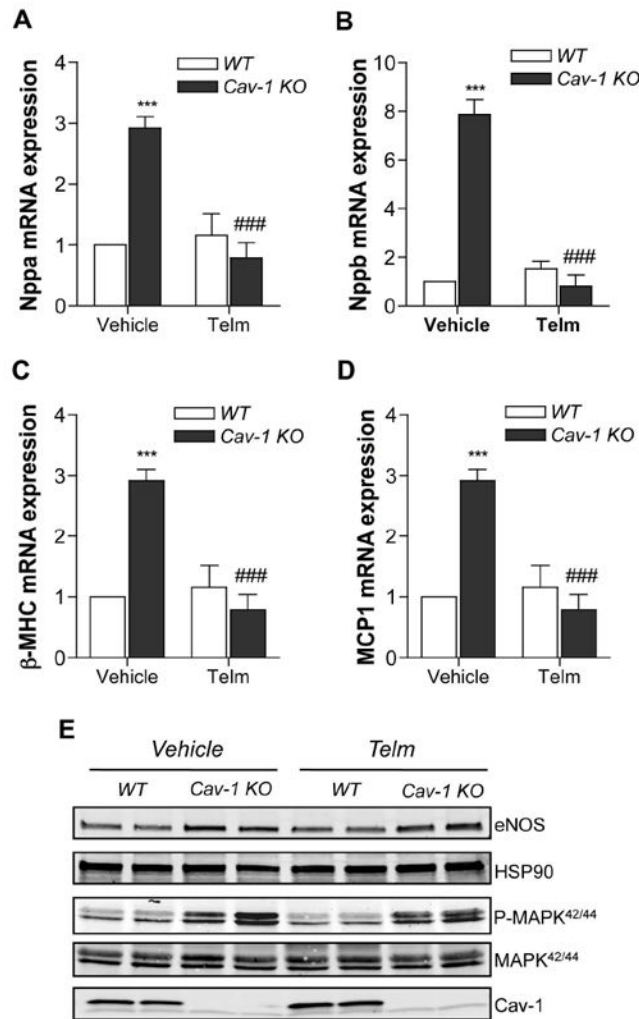 A
Nppa mRNA expression
4
3
2
1
0
WT
Cav-1 KO
***
###
Vehicle
Telm
B
Nppb mRNA expression
10
8
6
4
2
0
WT
Cav-1 KO
***
###
Vehicle
Telm
C
β-MHC mRNA expression
4
3
2
1
0
WT
Cav-1 KO
***
###
Vehicle
Telm
D
MCP1 mRNA expression
4
3
2
1
0
WT
Cav-1 KO
***
###
Vehicle
Telm
E
Vehicle
Telm
WT
Cav-1 KO
WT
Cav-1 KO
eNOS
HSP90
P-MAPK42/44
MAPK42/44
Cav-1